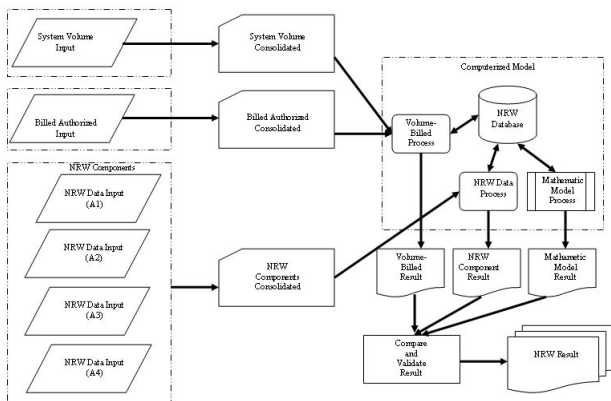 System Volume
Input
System Volume
Consolidated
Computerized Model
Billed Authorized
Input
Billed Authorized
Consolidated
Volume-
Billed
Process
NRW
Database
NRW Components
NRW Data Input
(A1)
NRW Data
Process
Mathematic
Model
Process
NRW Data Input
(A2)
NRW
Components
Consolidated
Volume-
Billed
Result
NRW
Component
Result
Mathametic
Model
Result
NRW Data Input
(A3)
NRW Data Input
(A4)
Compare
and
Validate
Result
NRW Result